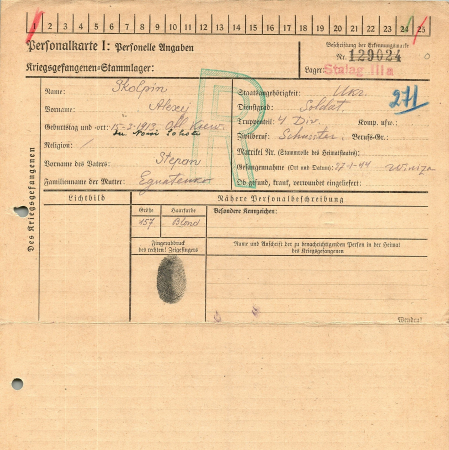 1 2 3 4 5 6 7 8 9 10 11 12 13 14 15 16 17 18 19 20 21 22 23 24 25
Personalkarte I: Personelle Angaben
Beschriftung der Erkennungsmarke
Nr. 129024
Kriegsgefangenen-Stammlager:
Lager: Stalag IIIa
Des Kriegsgefangenen
Name: Skolpin
Staatsangehörigkeit: Ukr.
271
Vorname: Alexej
Dienstgrad: Soldat
Geburtstag und -ort: 15-3-1913
Truppenteil: 4 Div. Komp. usw.:
Zivilberuf: Schuster Berufs-Gr.:
Religion: /
Matrikel Nr. (Stammrolle des Heimatstaates):
Vorname des Vaters: Stepan
Gefangennahme (Ort und Datum):
Familienname der Mutter: Egnatenko
Ob gesund, krank, verwundet eingeliefert:
R
Lichtbild
Nähere Personalbeschreibung
Größe
Haarfarbe
Besondere Kennzeichen:
157
Blond
Fingerabdruck
des rechten! Zeigefingers
Name und Anschrift der zu benachrichtigenden Person in der Heimat
des Kriegsgefangenen
Wenden!